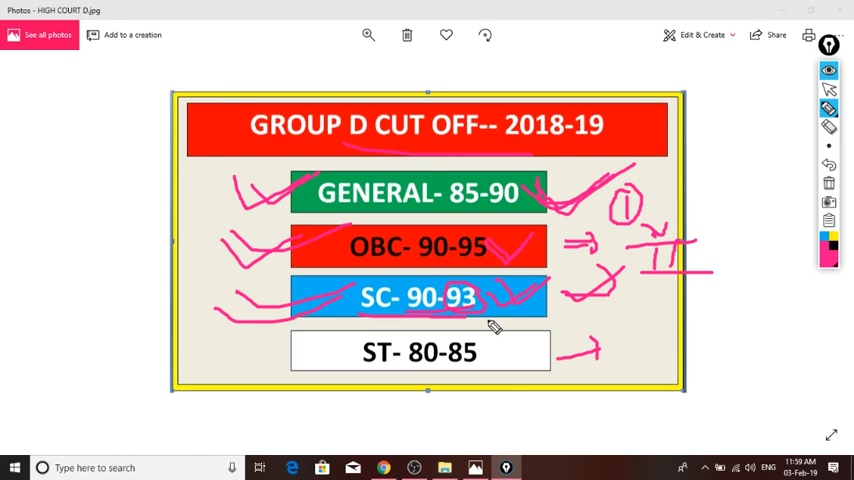 Photos - HIGH COURT D.jpg
See all photos
Add to a creation
Edit & Create
Share
GROUP D CUT OFF-- 2018-19
GENERAL- 85-90
1
OBC- 90-95
II
SC- 90-93
ST- 80-85
Type here to search
ENG
11:59 AM
03-Feb-19